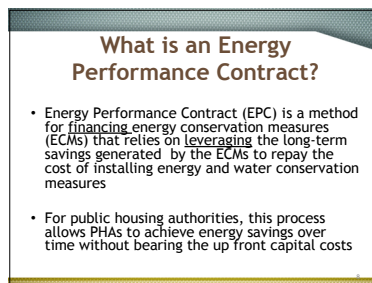 What is an Energy
Performance Contract?
• Energy Performance Contract (EPC) is a method
for financing energy conservation measures
(ECMs) that relies on leveraging the long-term
savings generated by the ECMs to repay the
cost of installing energy and water conservation
measures
• For public housing authorities, this process
allows PHAs to achieve energy savings over
time without bearing the up front capital costs